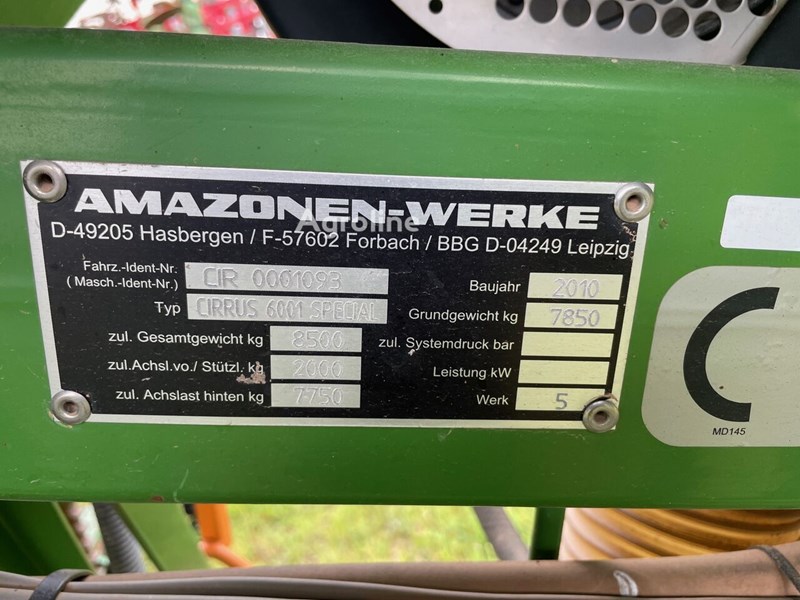 AMAZONEN-WERKE
Agroline
D-49205 Hasbergen / F-57602 Forbach / BBG D-04249 Leipzig
Fahrz.-Ident-Nr.
( Masch.-Ident-Nr.) CIR 0001093
Typ CIRRUS 6001 SPECIAL
zul. Gesamtgewicht kg 8500
zul.Achsl.vo./ Stützl. kg 2000
zul. Achslast hinten kg 7750
Baujahr 2010
Grundgewicht kg 7850
zul. Systemdruck bar
Leistung kW
Werk 5
C
MD145